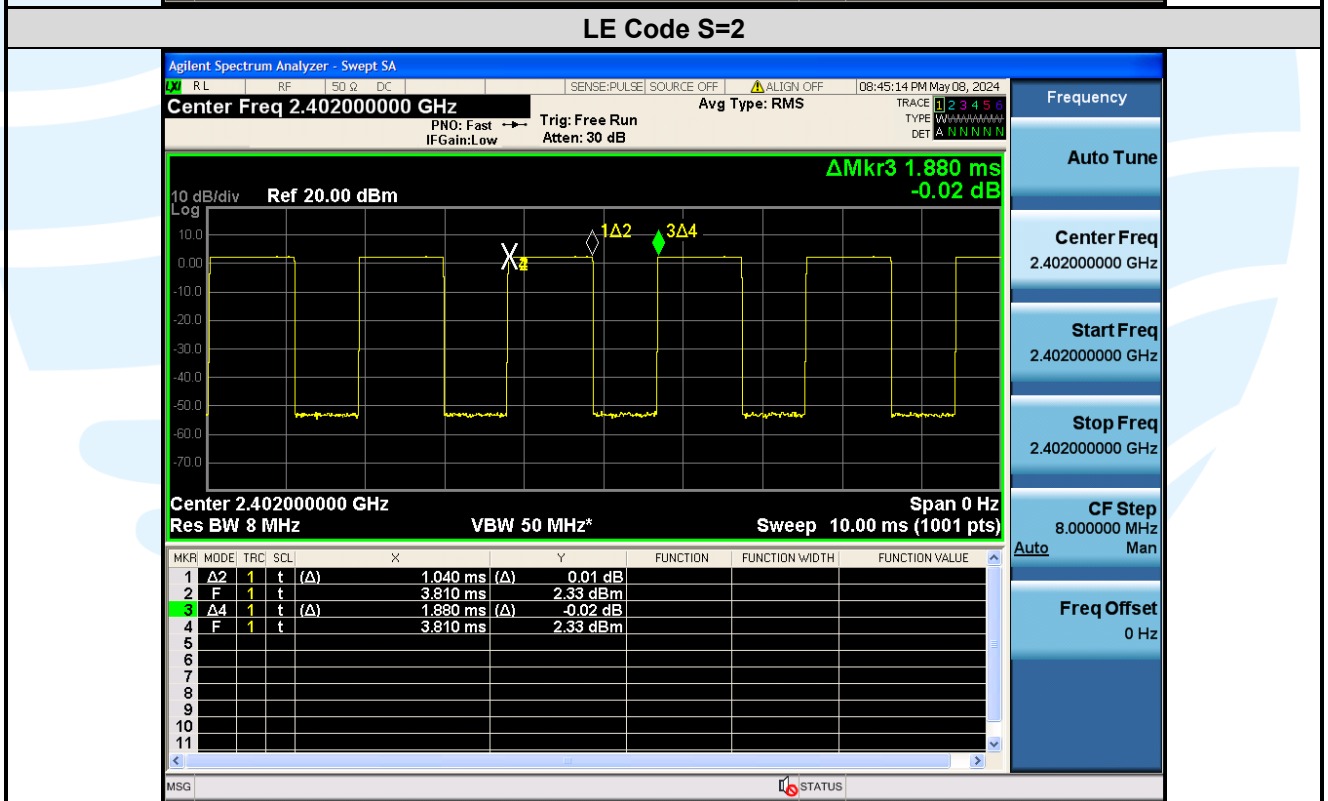 LE Code S=2
Agilent Spectrum Analyzer - Swept SA
LXI RL RF 50 Ω DC SENSE:PULSE SOURCE OFF ALIGN OFF 08:45:14 PM May 08, 2024
Center Freq 2.402000000 GHz Avg Type: RMS TRACE 1 2 3 4 5 6
PNO: Fast Trig: Free Run TYPE
IFGain:Low Atten: 30 dB DET A N N N N N
ΔMkr3 1.880 ms
-0.02 dB
10 dB/div Ref 20.00 dBm
Log
10.0
0.00
-10.0
-20.0
-30.0
-40.0
-50.0
-60.0
-70.0
1Δ2 3Δ4
X
Center 2.402000000 GHz Span 0 Hz
Res BW 8 MHz VBW 50 MHz* Sweep 10.00 ms (1001 pts)
MKR MODE TRC SCL X Y FUNCTION FUNCTION WIDTH FUNCTION VALUE
1 Δ2 1 t (Δ) 1.040 ms (Δ) 0.01 dB
2 F 1 t 3.810 ms 2.33 dBm
3 Δ4 1 t (Δ) 1.880 ms (Δ) -0.02 dB
4 F 1 t 3.810 ms 2.33 dBm
5
6
7
8
9
10
11
MSG STATUS
Frequency
Auto Tune
Center Freq
2.402000000 GHz
Start Freq
2.402000000 GHz
Stop Freq
2.402000000 GHz
CF Step
8.000000 MHz
Auto Man
Freq Offset
0 Hz